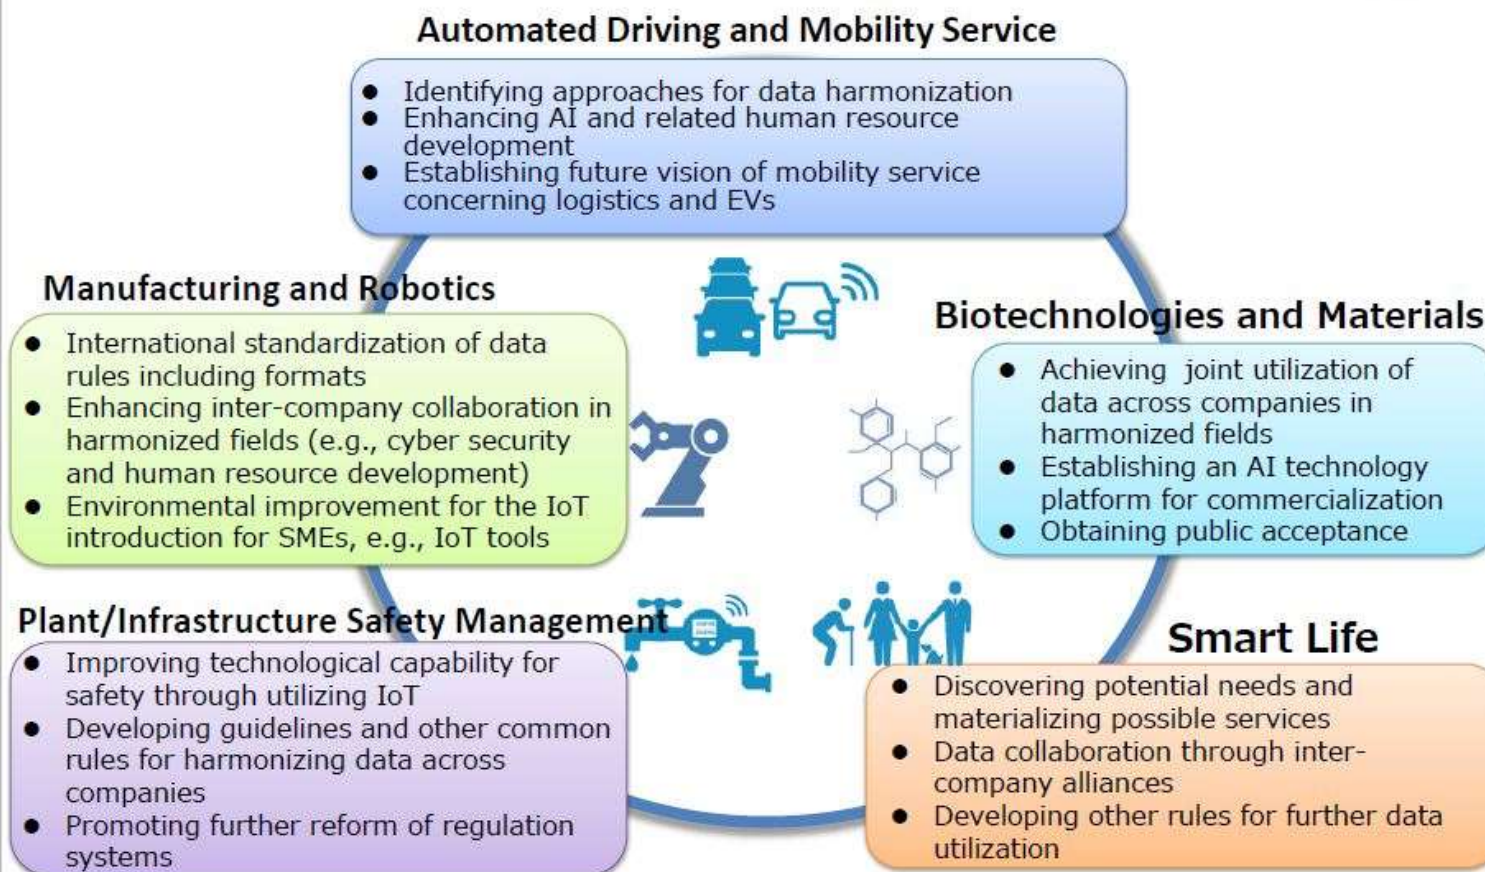 Automated Driving and Mobility Service
● Identifying approaches for data harmonization
● Enhancing AI and related human resource
development
● Establishing future vision of mobility service
concerning logistics and EVs
Manufacturing and Robotics
● International standardization of data
rules including formats
● Enhancing inter-company collaboration in
harmonized fields (e.g., cyber security
and human resource development)
● Environmental improvement for the IoT
introduction for SMEs, e.g., IoT tools
Biotechnologies and Materials
● Achieving joint utilization of
data across companies in
harmonized fields
● Establishing an AI technology
platform for commercialization
● Obtaining public acceptance
Plant/Infrastructure Safety Management
● Improving technological capability for
safety through utilizing IoT
● Developing guidelines and other common
rules for harmonizing data across
companies
● Promoting further reform of regulation
systems
Smart Life
● Discovering potential needs and
materializing possible services
● Data collaboration through inter-
company alliances
● Developing other rules for further data
utilization